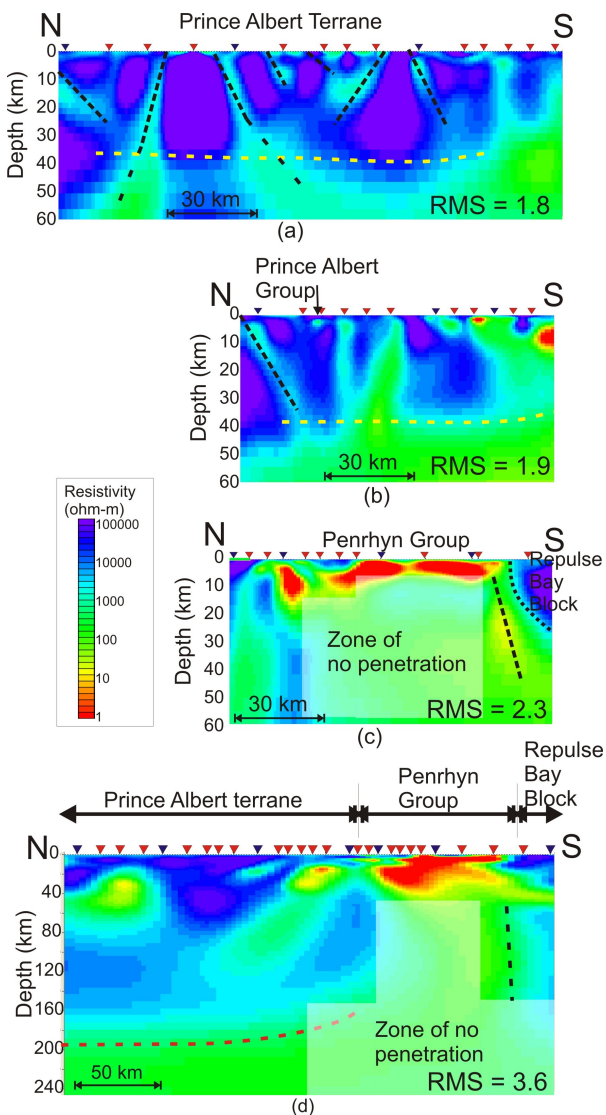 Prince Albert Terrane
N
S
0
10
20
30
40
50
60
Depth (km)
30 km
RMS = 1.8
(a)
Prince Albert
Group
N
S
0
10
20
30
40
50
60
Depth (km)
30 km
RMS = 1.9
(b)
Resistivity
(ohm-m)
100000
10000
1000
100
10
1
Penrhyn Group
N
S
0
10
20
30
40
50
60
Depth (km)
Repulse
Bay
Block
Zone of
no penetration
30 km
RMS = 2.3
(c)
Prince Albert terrane
Penrhyn
Group
Repulse
Bay
Block
N
S
0
40
80
120
160
200
240
Depth (km)
Zone of no
penetration
50 km
RMS = 3.6
(d)